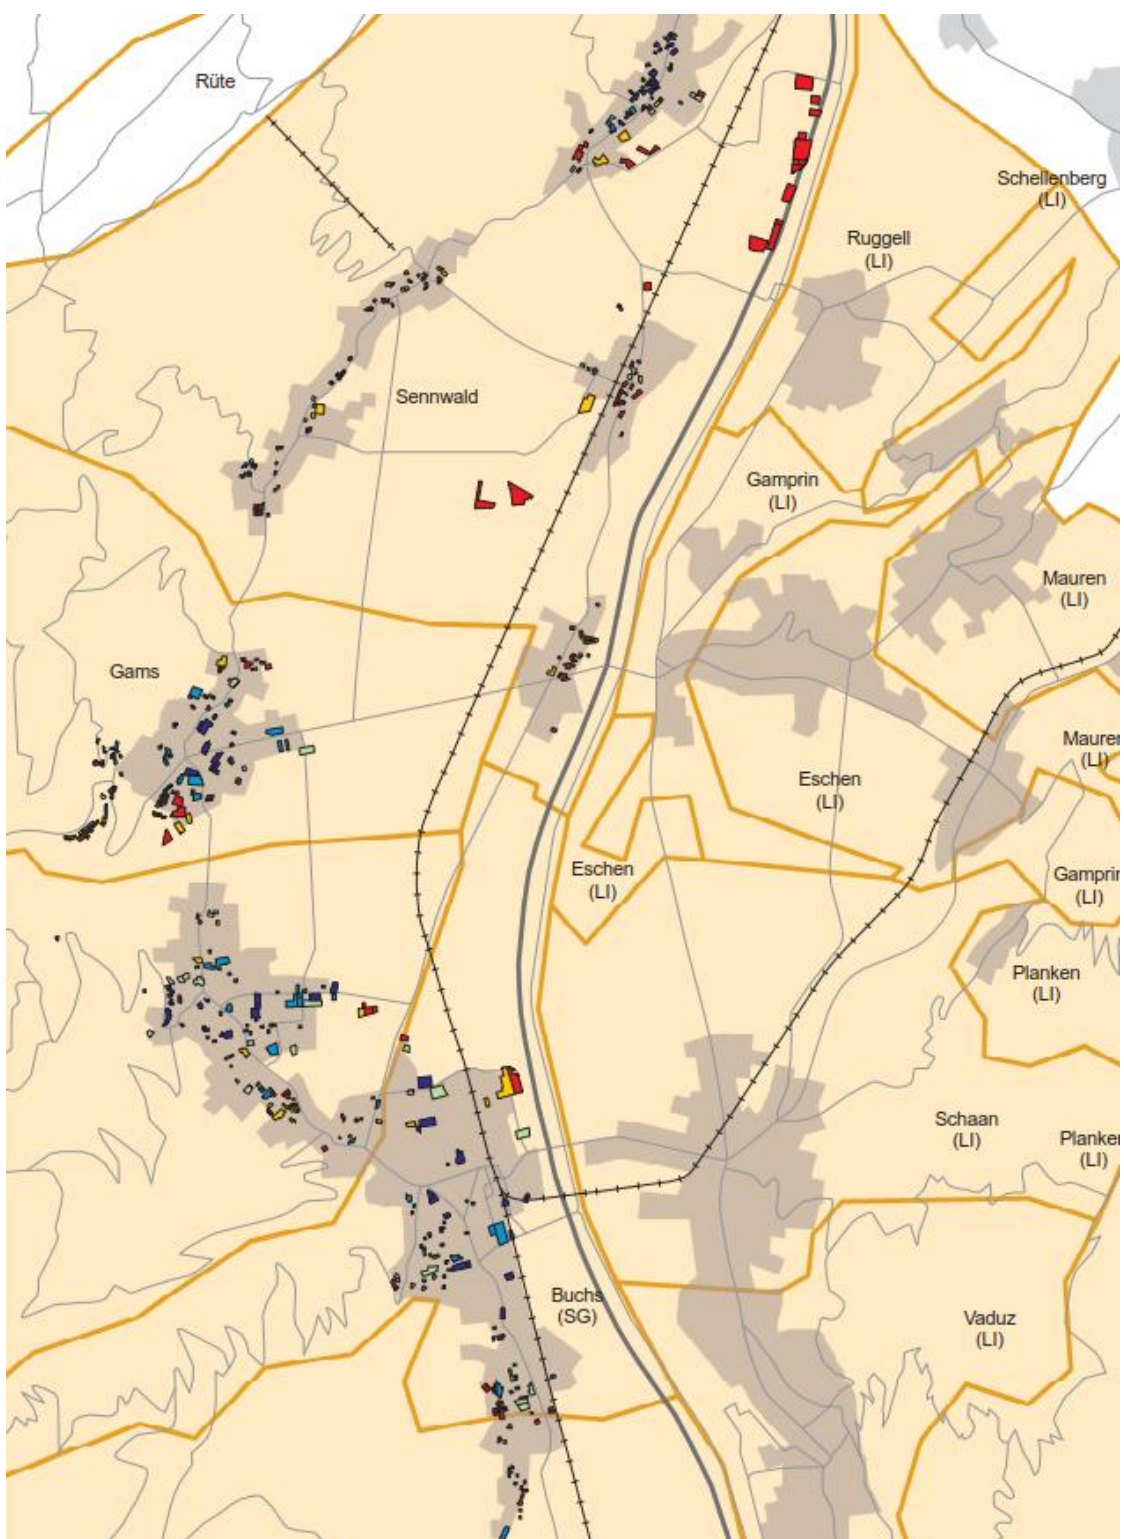 Rüte
Schellenberg
(LI)
Ruggell
(LI)
Sennwald
Gamprin
(LI)
Mauren
(LI)
Gams
Mauren
(LI)
Eschen
(LI)
Eschen
(LI)
Gamprin
(LI)
Planken
(LI)
Schaan
(LI)
Planken
(LI)
Buchs
(SG)
Vaduz
(LI)